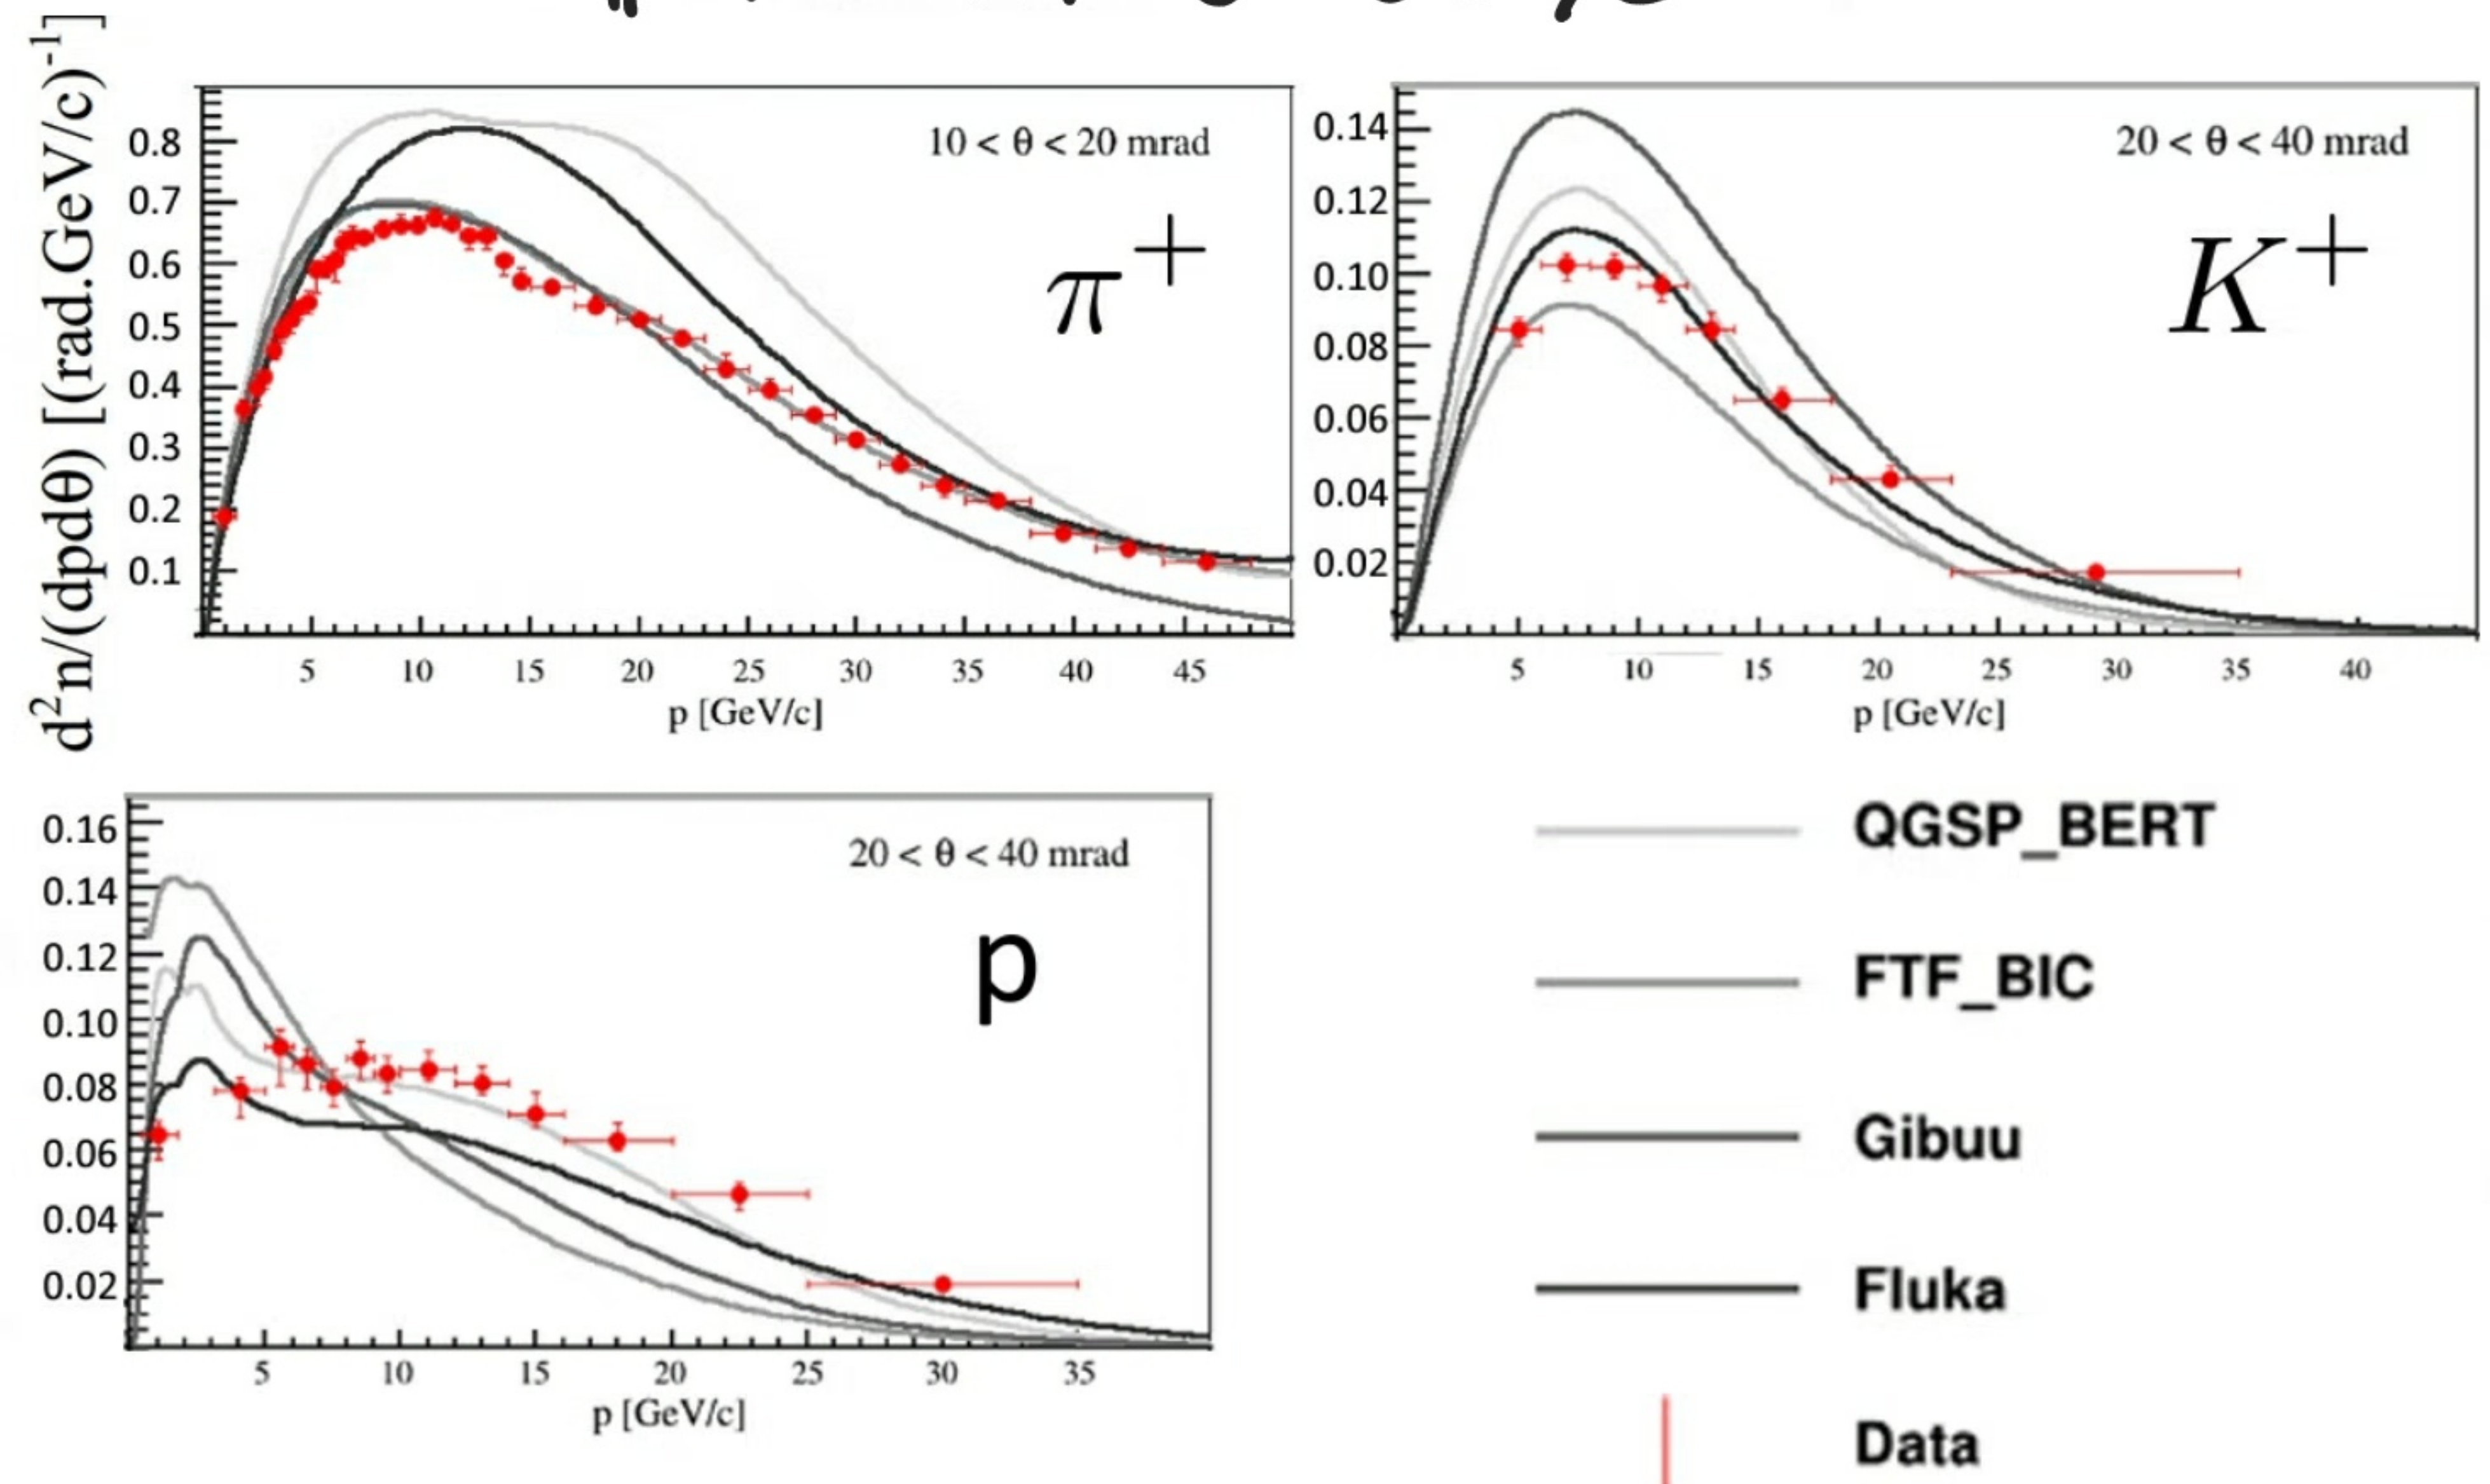 d²n/(dpdθ) [(rad.GeV/c)⁻¹]
10 < θ < 20 mrad
π⁺
0.8
0.7
0.6
0.5
0.4
0.3
0.2
0.1
5 10 15 20 25 30 35 40 45
p [GeV/c]
20 < θ < 40 mrad
K⁺
0.14
0.12
0.10
0.08
0.06
0.04
0.02
5 10 15 20 25 30 35 40
p [GeV/c]
20 < θ < 40 mrad
p
0.16
0.14
0.12
0.10
0.08
0.06
0.04
0.02
5 10 15 20 25 30 35
p [GeV/c]
QGSP_BERT
FTF_BIC
Gibuu
Fluka
Data